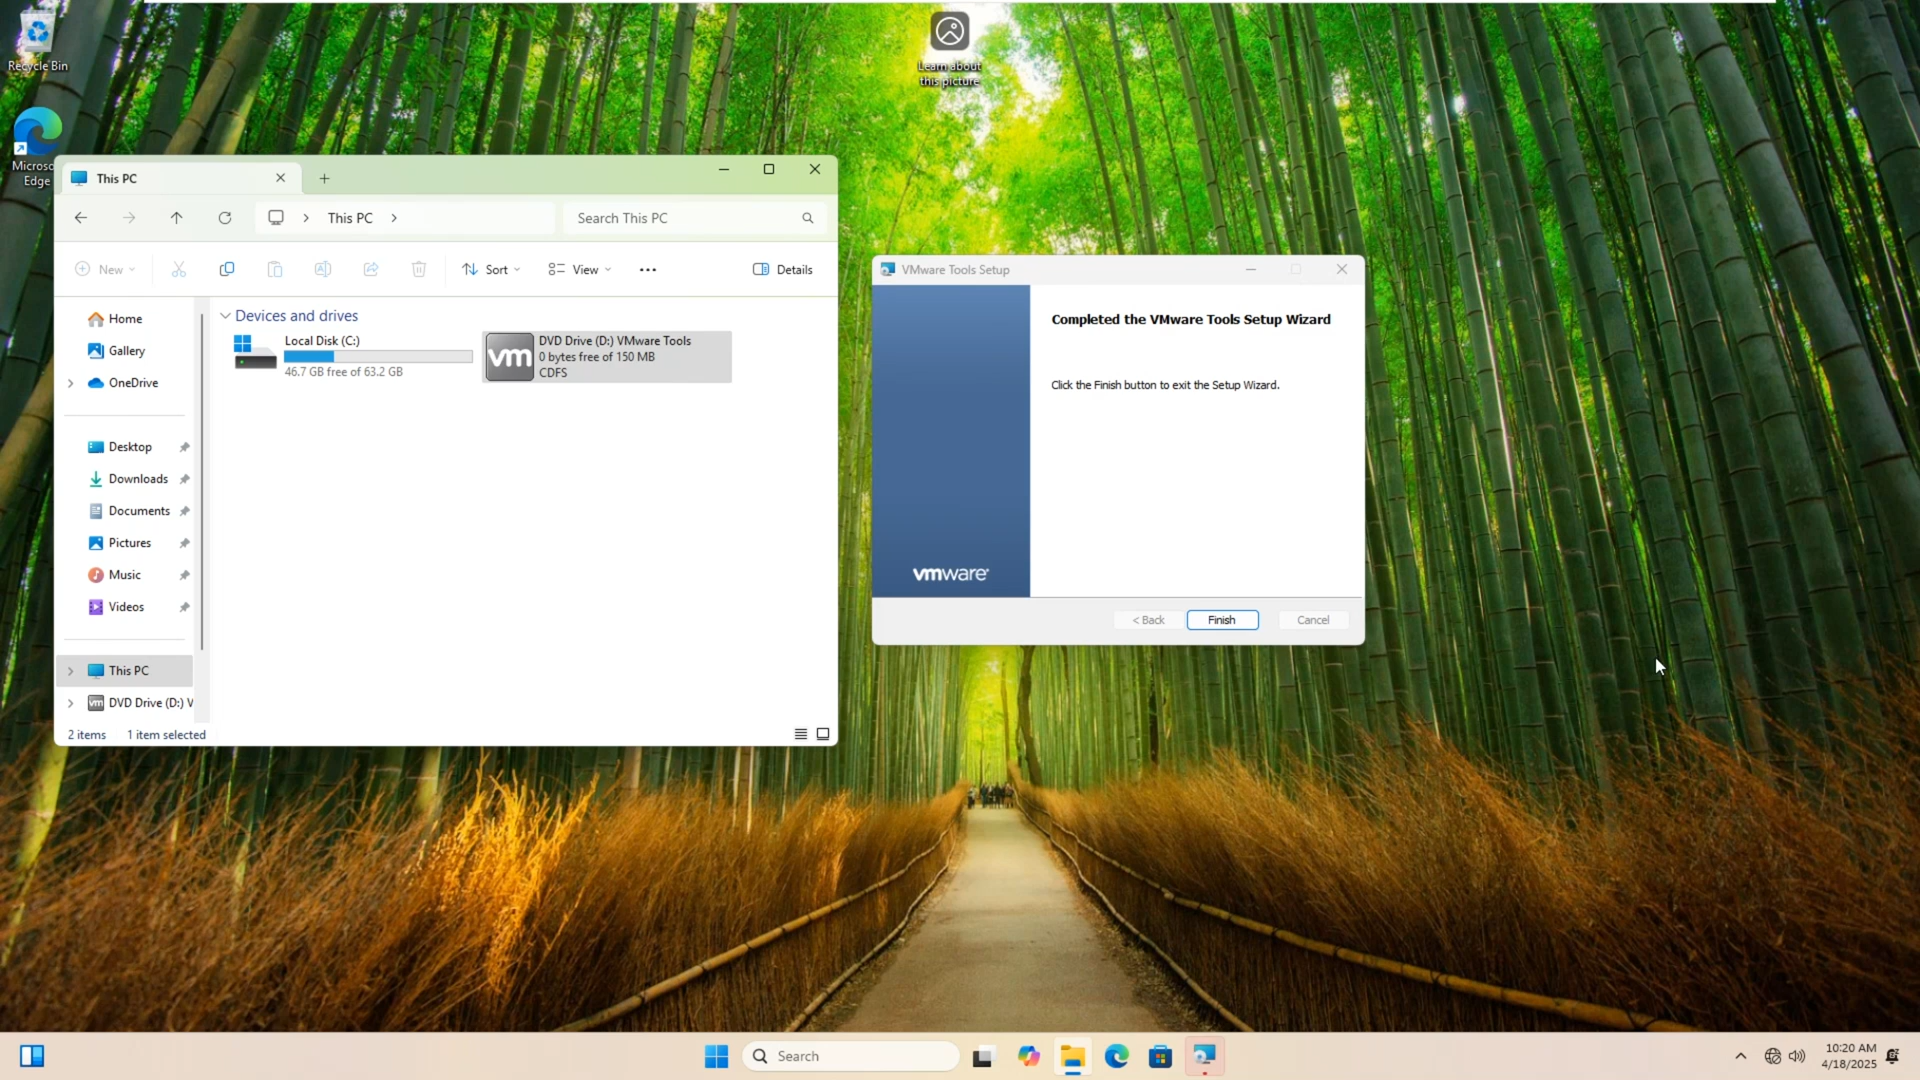 Recycle Bin
Learn about
this picture
Microso
Edge
This PC
This PC
Search This PC
New
Sort
View
Details
Home
Gallery
OneDrive
Desktop
Downloads
Documents
Pictures
Music
Videos
This PC
DVD Drive (D:) V
Devices and drives
Local Disk (C:)
46.7 GB free of 63.2 GB
vm
DVD Drive (D:) VMware Tools
0 bytes free of 150 MB
CDFS
2 items
1 item selected
VMware Tools Setup
Completed the VMware Tools Setup Wizard
Click the Finish button to exit the Setup Wizard.
vmware
< Back
Finish
Cancel
Search
10:20 AM
4/18/2025